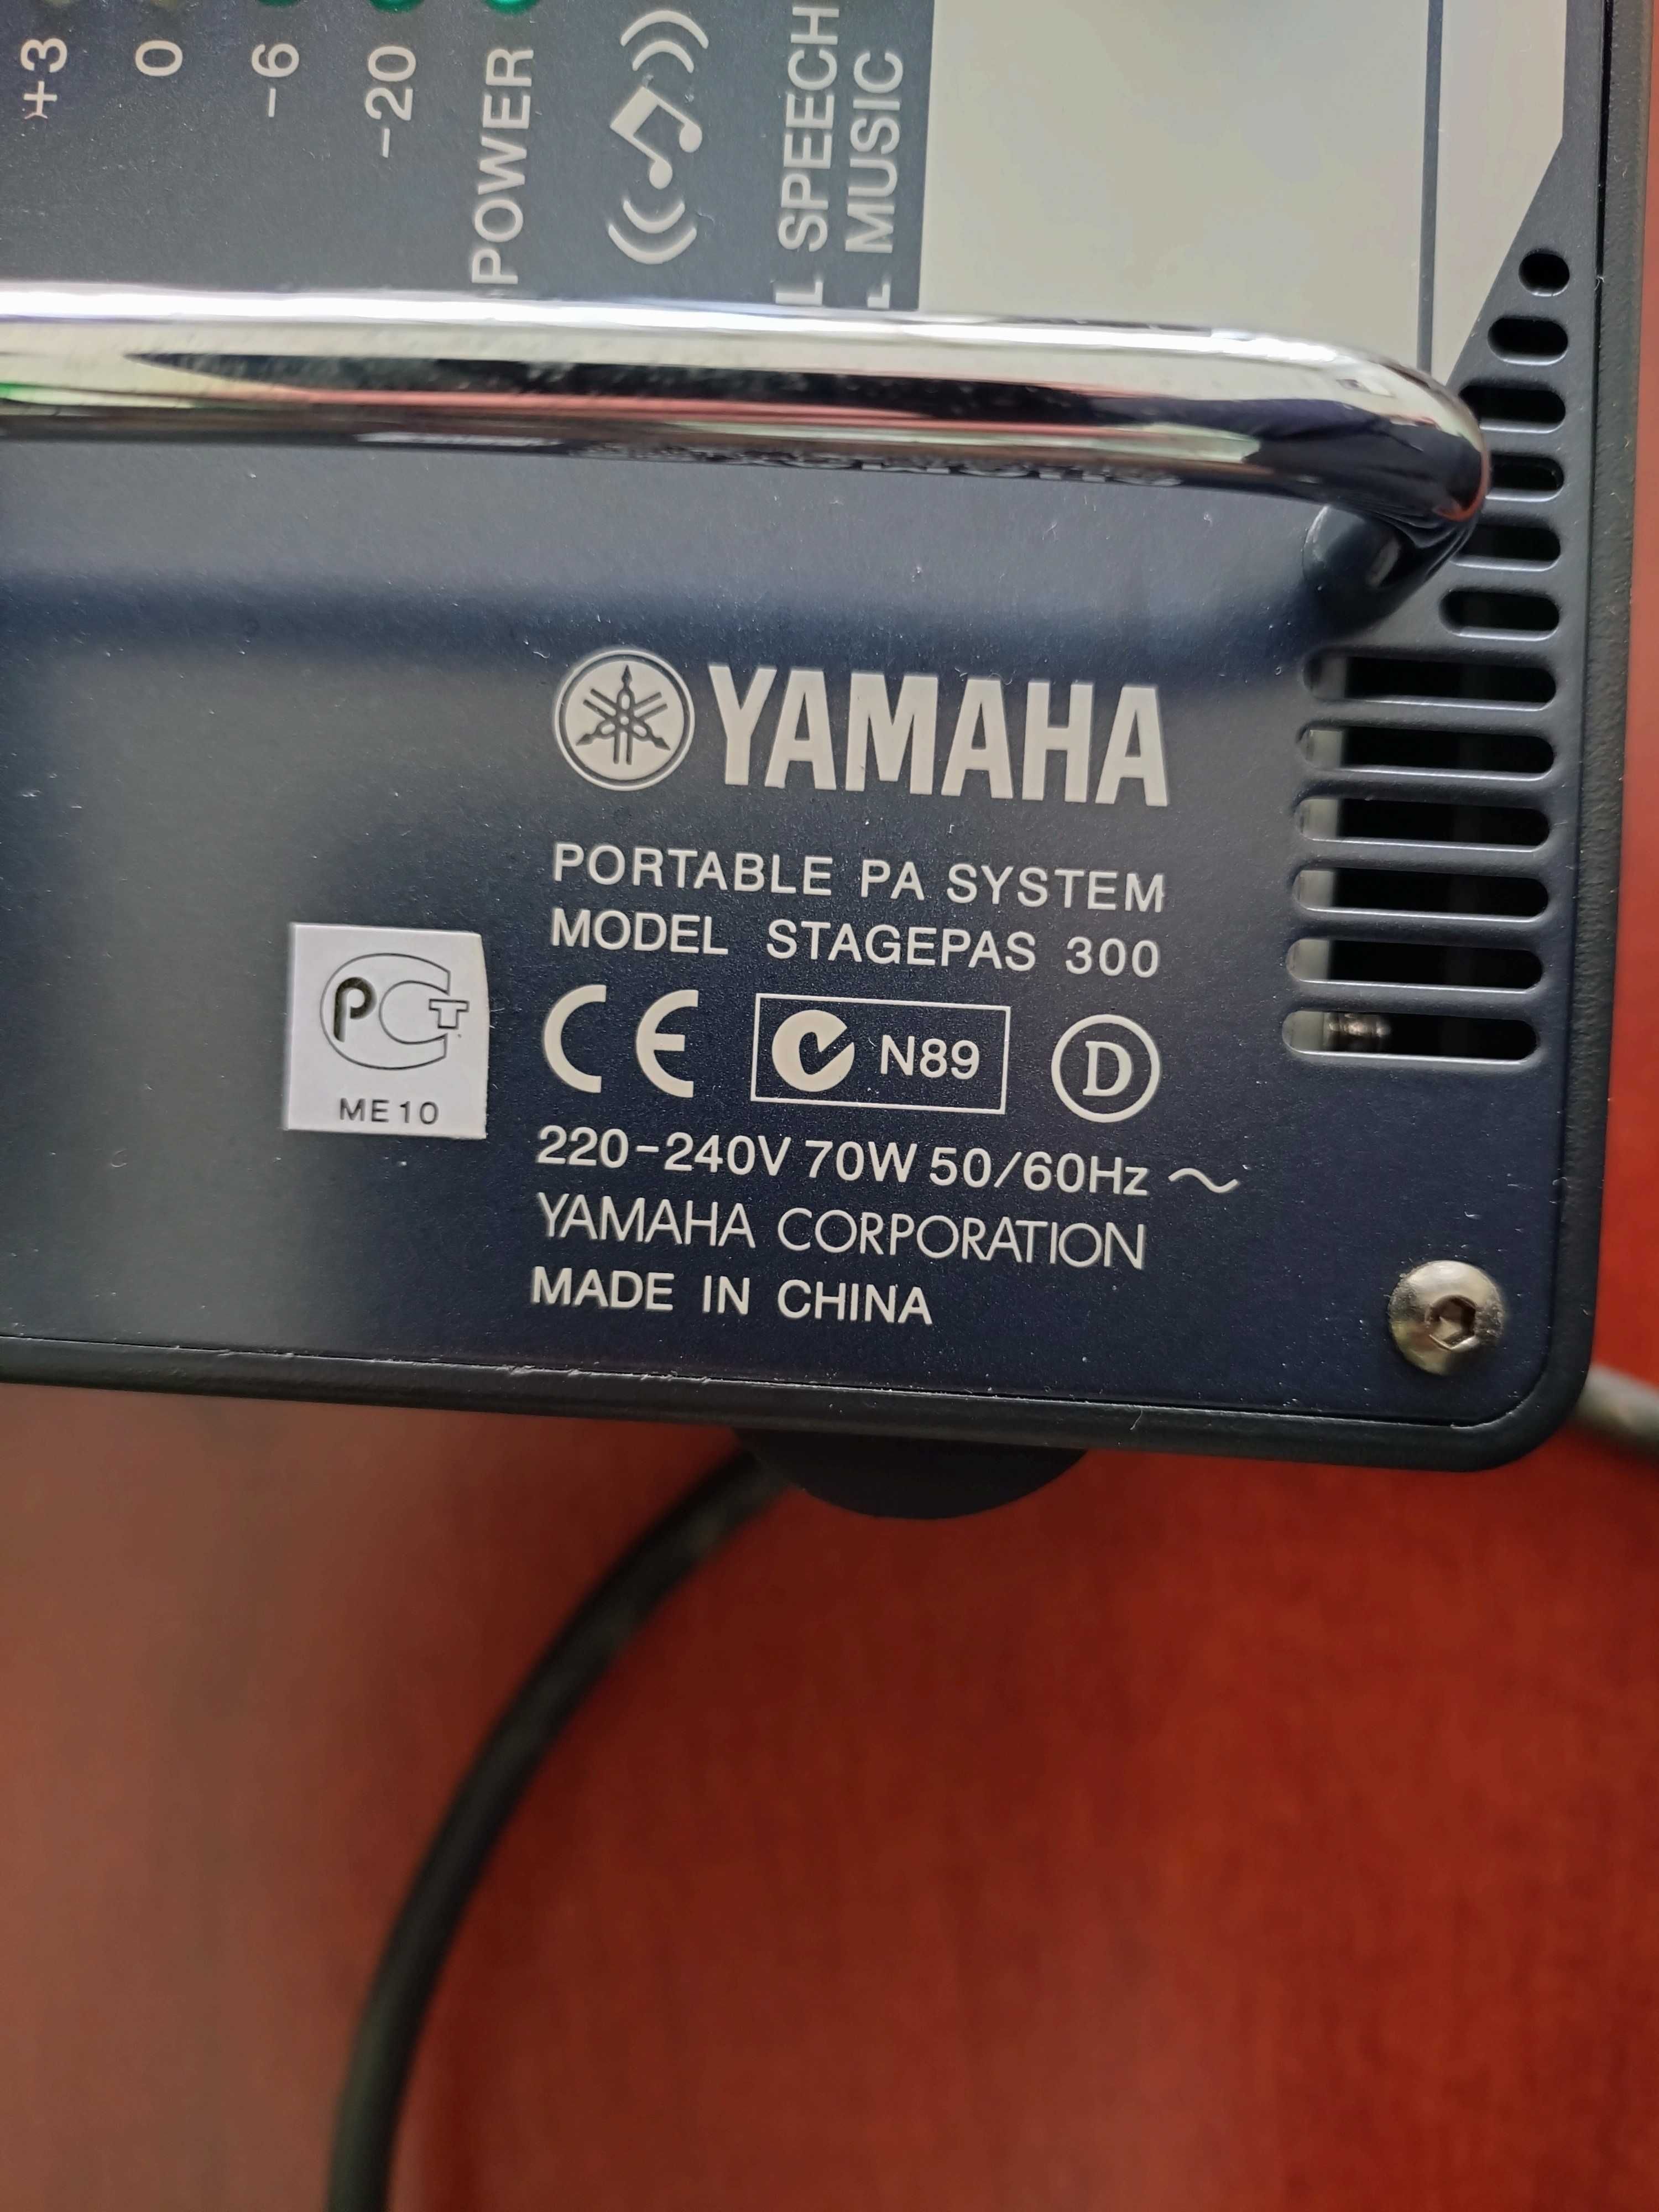 +3
0
-6
-20
POWER
SPEECH
MUSIC
YAMAHA
PORTABLE PA SYSTEM
MODEL STAGEPAS 300
PCT
ME10
CE
N89
D
220-240V 70W 50/60Hz ~
YAMAHA CORPORATION
MADE IN CHINA